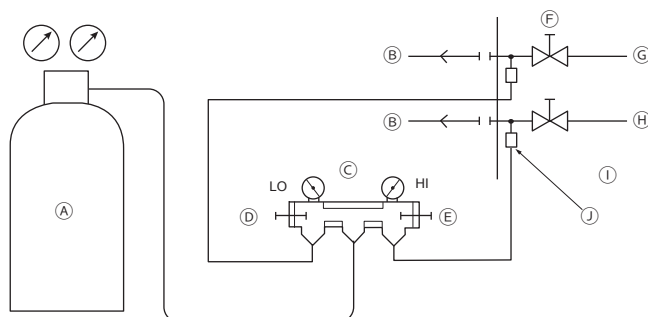 Ⓕ
Ⓑ Ⓖ
Ⓑ Ⓗ
Ⓒ
LO HI Ⓘ
Ⓐ Ⓓ Ⓔ Ⓙ